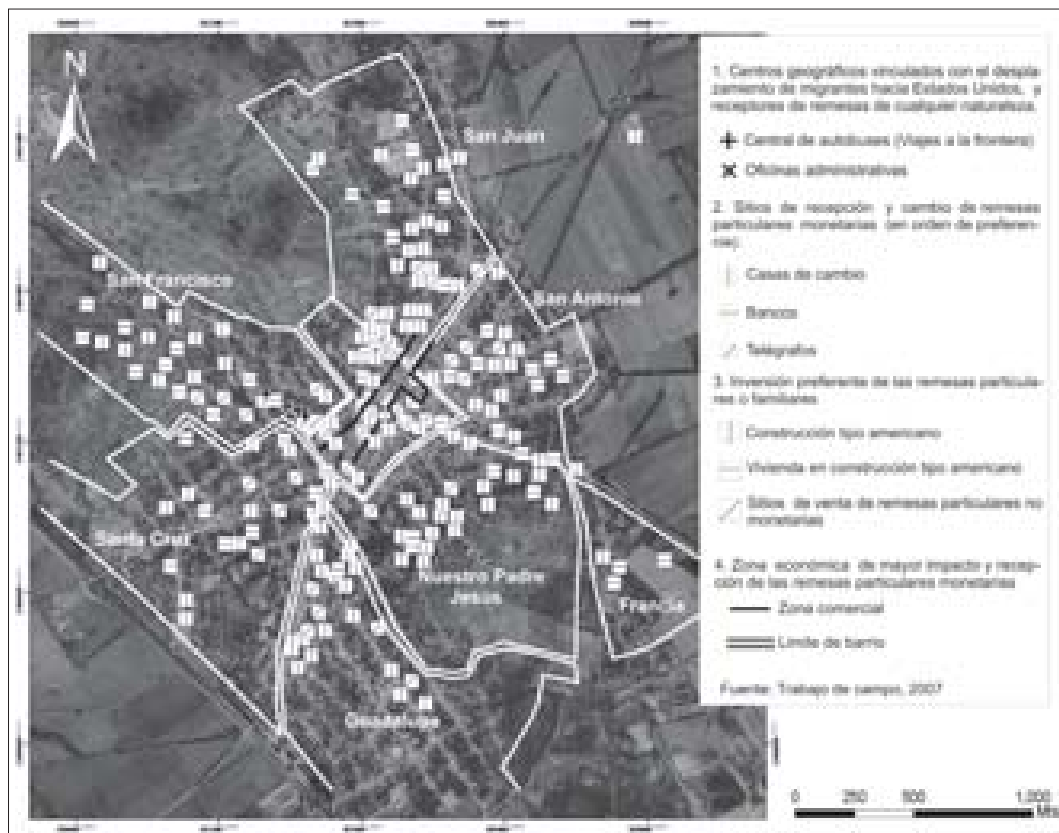 N
San Juan
San Francisco
San Antonio
Santa Cruz
Nuestro Padre
Jesús
Francia
Guadalupe
1. Centros geográficos vinculados con el despla-
zamiento de migrantes hacia Estados Unidos, y
receptores de remesas de cualquier naturaleza.
Central de autobuses (Viajes a la frontera)
Oficinas administrativas
2. Sitios de recepción y cambio de remesas
particulares monetarias (en orden de preferen-
cia)
Casas de cambio
Bancos
Telégrafos
3. Inversión preferente de las remesas particula-
res o familiares
Construcción tipo americano
Vivienda en construcción tipo americano
Sitios de venta de remesas particulares no
monetarias
4. Zona económica de mayor impacto y recep-
ción de las remesas particulares monetarias
Zona comercial
Límite de barrio
Fuente: Trabajo de campo, 2007
0 250 500 1,000